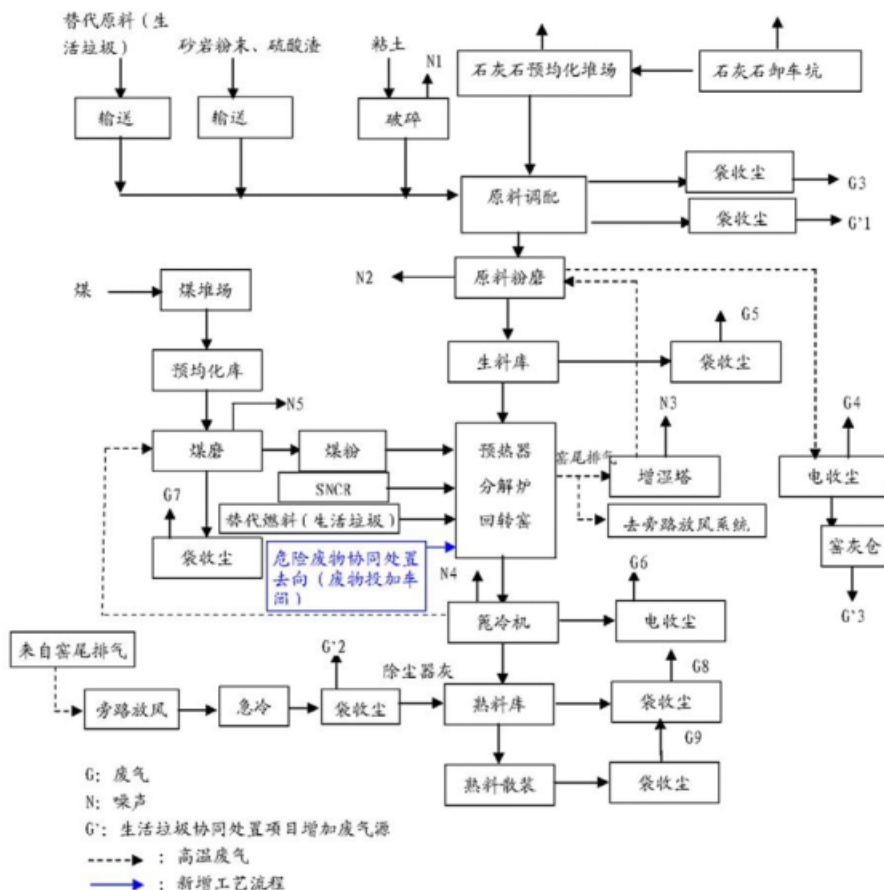 替代原料(生
活垃圾)
砂岩粉末、硫酸渣
粘土
N1
石灰石预均化堆场
石灰石卸车坑
输送
输送
破碎
原料调配
袋收尘
G3
袋收尘
G'1
N2
原料粉磨
煤
煤堆场
G5
生料库
袋收尘
预均化库
N5
N3
G4
煤磨
煤粉
预热器
分解炉
回转窑
窑尾排气
增湿塔
电收尘
SNCR
G7
替代燃料(生活垃圾)
去旁路放风系统
袋收尘
危险废物协同处置
去向(废物投加车
间)
窑灰仓
N4
G6
G'3
篦冷机
电收尘
来自窑尾排气
G'2
除尘器灰
G8
旁路放风
急冷
袋收尘
熟料库
袋收尘
G9
熟料散装
袋收尘
G: 废气
N: 噪声
G': 生活垃圾协同处置项目增加废气源
: 高温废气
: 新增工艺流程